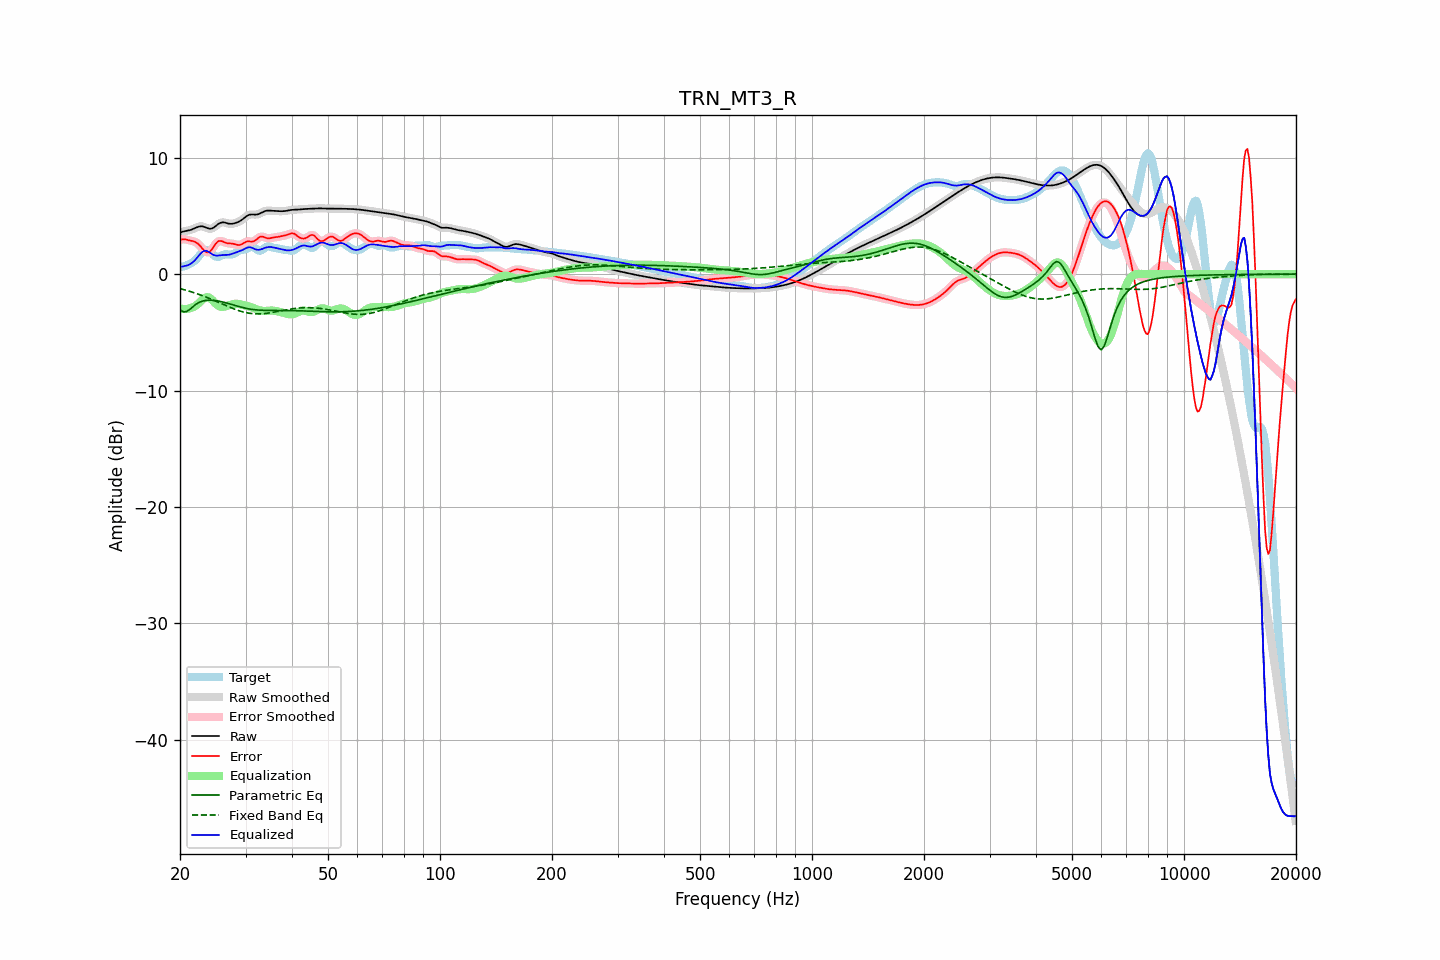 TRN_MT3_R
10
0
−10
−20
−30
−40
Amplitude (dBr)
Target
Raw Smoothed
Error Smoothed
Raw
Error
Equalization
Parametric Eq
Fixed Band Eq
Equalized
20 50 100 200 500 1000 2000 5000 10000 20000
Frequency (Hz)